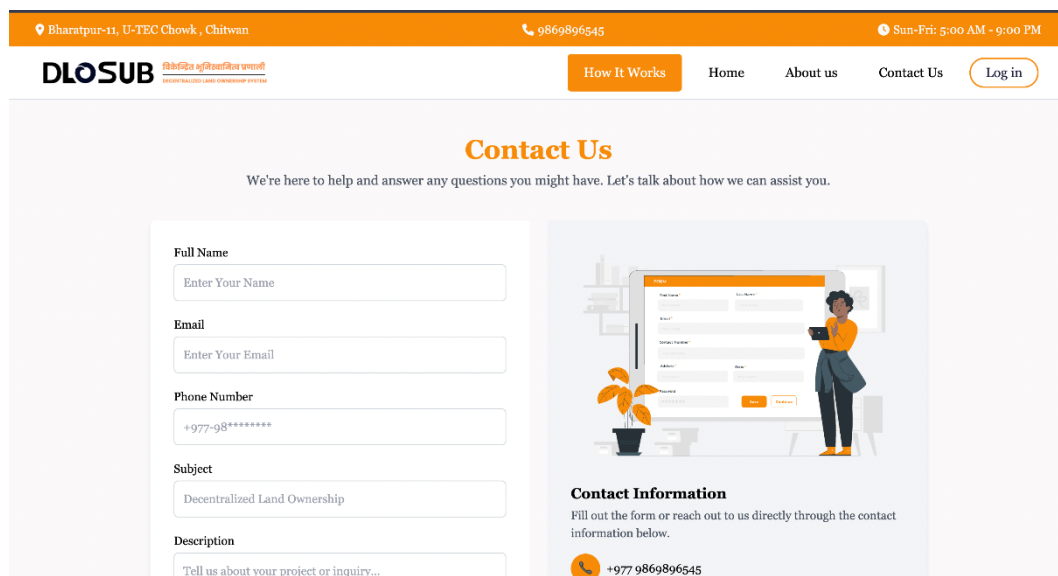 Bharatpur-11, U-TEC Chowk , Chitwan
9869896545
Sun-Fri: 5:00 AM - 9:00 PM
DLOSUB
विकेन्द्रित भूमिस्वामित्व प्रणाली
DECENTRALIZED LAND OWNERSHIP SYSTEM
How It Works
Home
About us
Contact Us
Log in
Contact Us
We're here to help and answer any questions you might have. Let's talk about how we can assist you.
Full Name
Enter Your Name
Email
Enter Your Email
Phone Number
+977-98********
Subject
Decentralized Land Ownership
Description
Tell us about your project or inquiry...
First Name *
Contact Number *
Address *
Contact Information
Fill out the form or reach out to us directly through the contact
information below.
+977 9869896545